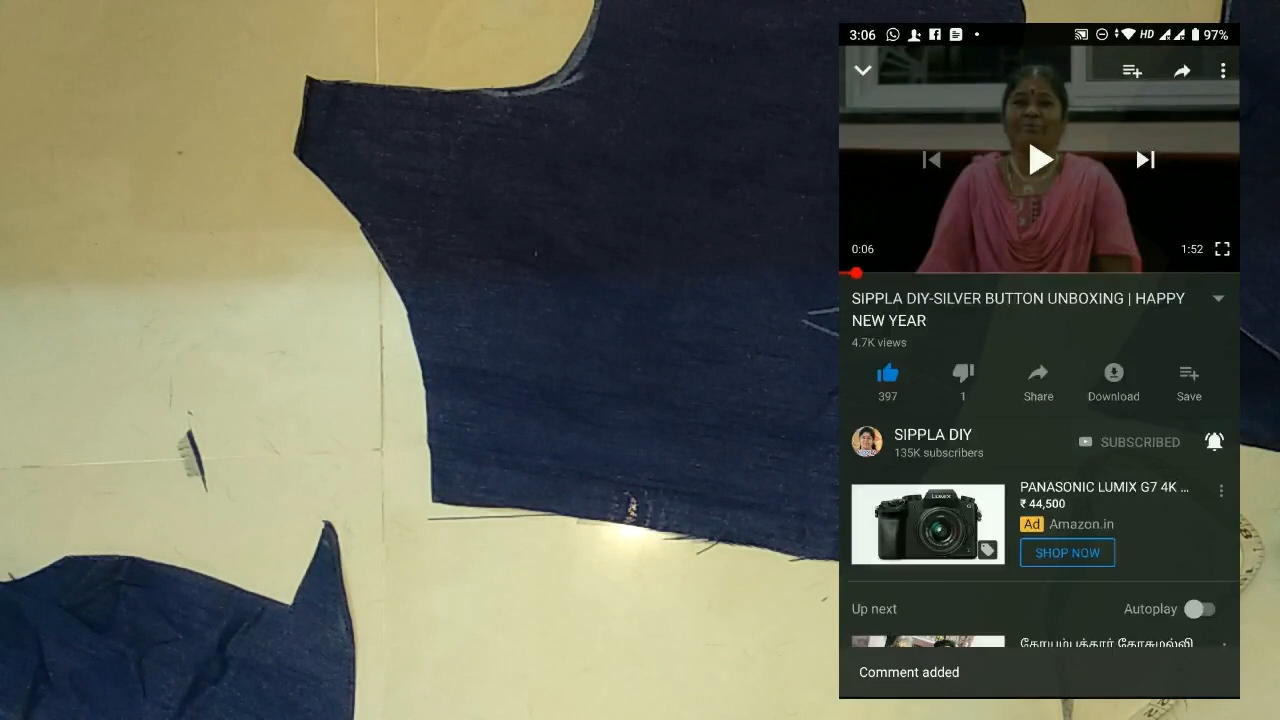 3:06 HD 97%
0:06 1:52
SIPPLA DIY-SILVER BUTTON UNBOXING | HAPPY
NEW YEAR
4.7K views
397 1 Share Download Save
SIPPLA DIY
135K subscribers
SUBSCRIBED
LUMIX
PANASONIC LUMIX G7 4K ...
₹ 44,500
Ad Amazon.in
SHOP NOW
Up next Autoplay
Comment added